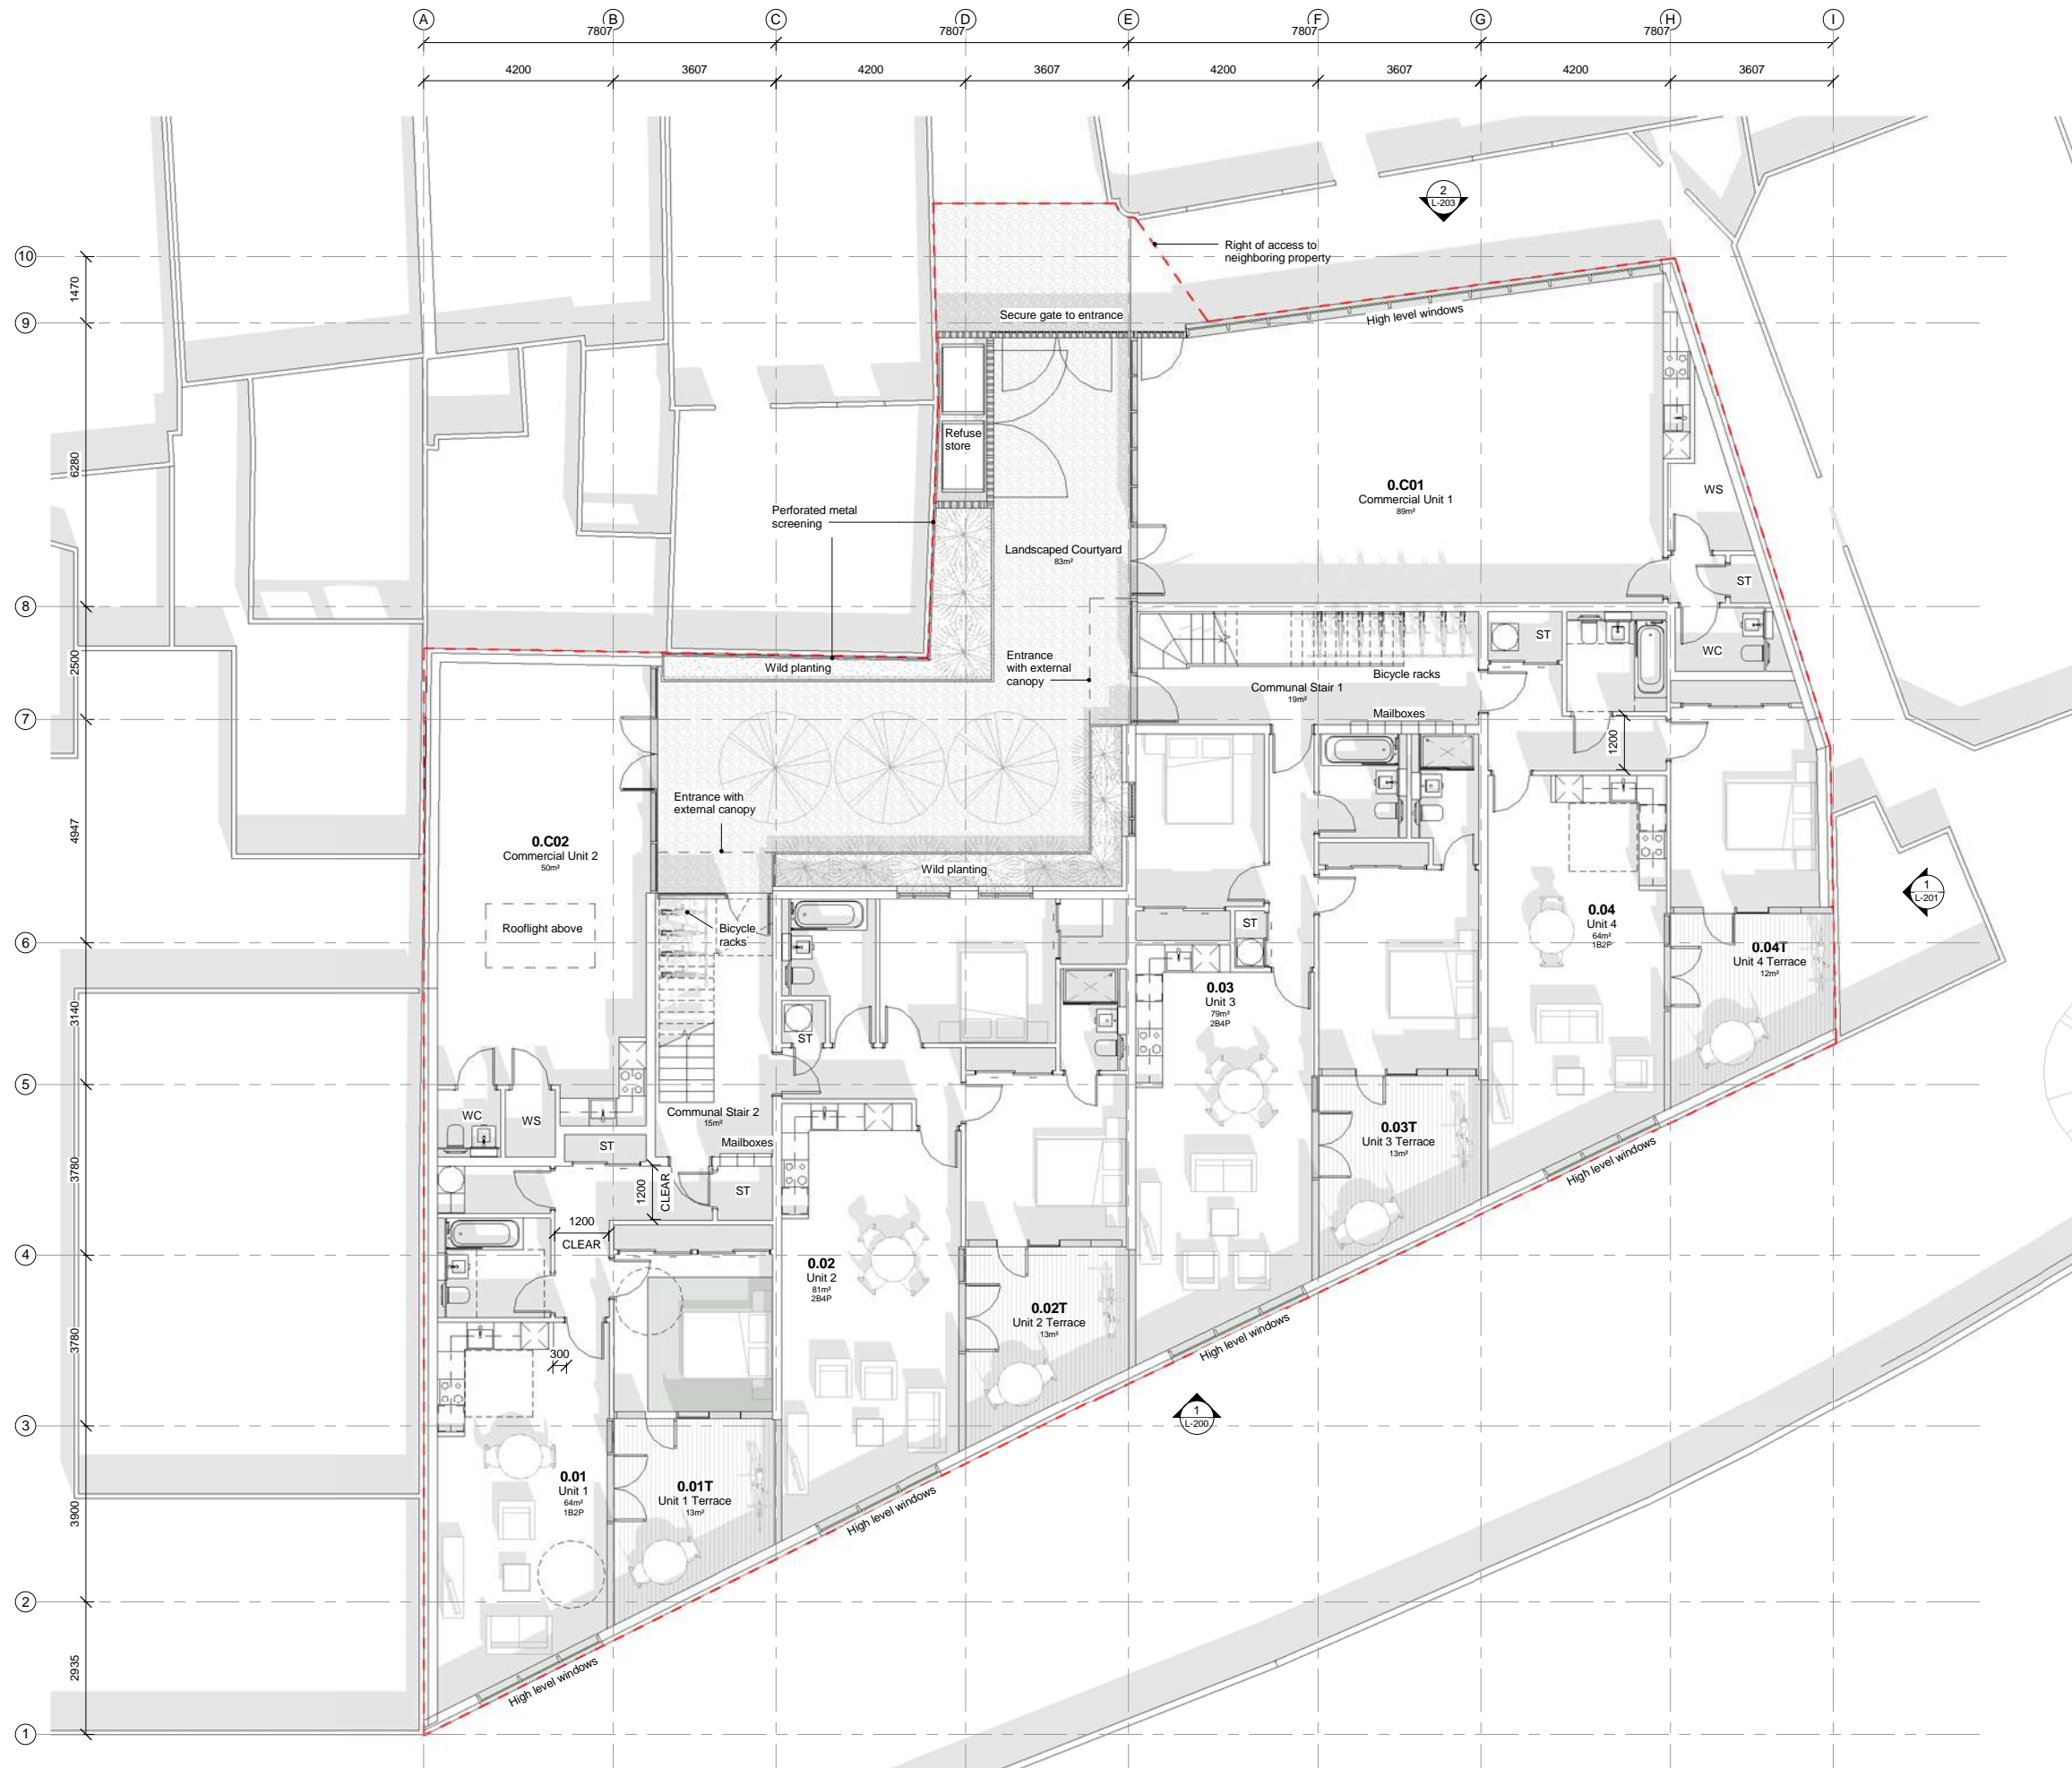 A
B
C
D
E
F
G
H
I
7807
7807
7807
7807
4200
3607
4200
3607
4200
3607
4200
3607
2
L-203
Right of access to
neighboring property
10
1470
9
Secure gate to entrance
High level windows
6280
Refuse
store
0.C01
Commercial Unit 1
89m²
WS
Perforated metal
screening
Landscaped Courtyard
83m²
ST
8
2500
ST
WC
Wild planting
Entrance
with external
canopy
Bicycle racks
Communal Stair 1
19m²
Mailboxes
7
1200
4947
Entrance with
external canopy
0.C02
Commercial Unit 2
50m²
Wild planting
1
L-201
0.04
Unit 4
64m²
1B2P
Rooflight above
Bicycle
racks
ST
6
0.04T
Unit 4 Terrace
12m²
0.03
Unit 3
79m²
2B4P
3140
ST
5
WC
WS
Communal Stair 2
15m²
0.03T
Unit 3 Terrace
13m²
Mailboxes
ST
High level windows
3780
1200
CLEAR
ST
1200
CLEAR
4
0.02
Unit 2
81m²
2B4P
0.02T
Unit 2 Terrace
13m²
High level windows
3780
300
3
1
L-200
0.01
Unit 1
64m²
1B2P
0.01T
Unit 1 Terrace
13m²
3900
High level windows
2
2935
High level windows
1